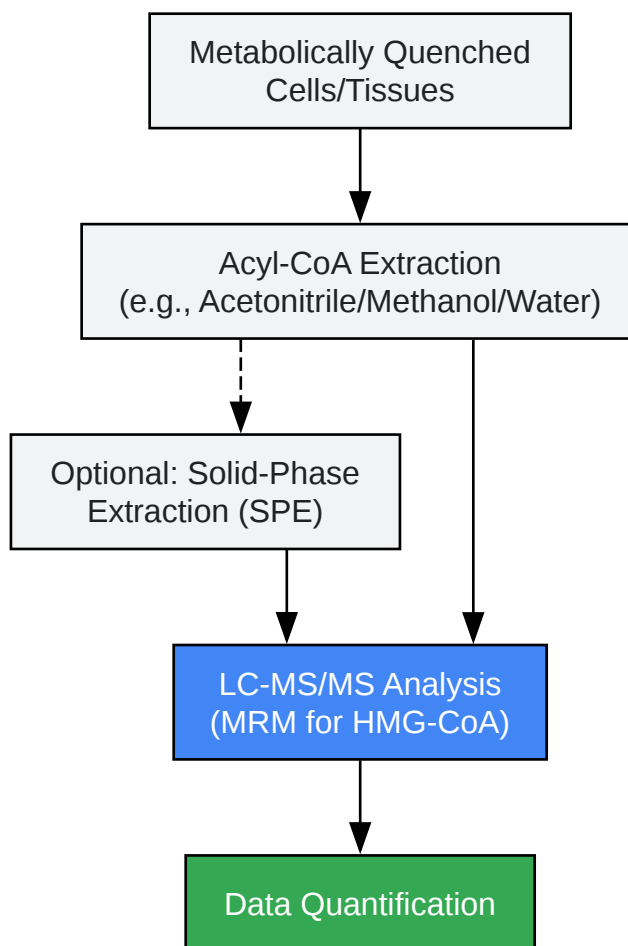 Metabolically Quenched
Cells/Tissues
Acyl-CoA Extraction
(e.g., Acetonitrile/Methanol/Water)
Optional: Solid-Phase
Extraction (SPE)
LC-MS/MS Analysis
(MRM for HMG-CoA)
Data Quantification